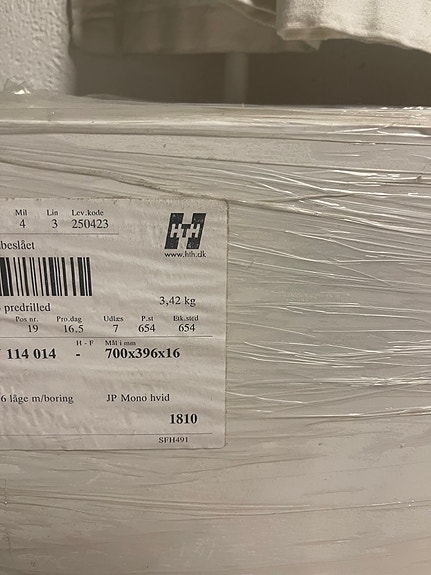 Mil Lin Lev.kode
4 3 250423
beslået
HTH
www.hth.dk
3,42 kg
predrilled
Pos nr. Pro.dag Udlæs P.st Etk.sted
19 16.5 7 654 654
H - F Mål i mm
114 014 - 700x396x16
6 låge m/boring JP Mono hvid
1810
SFH491